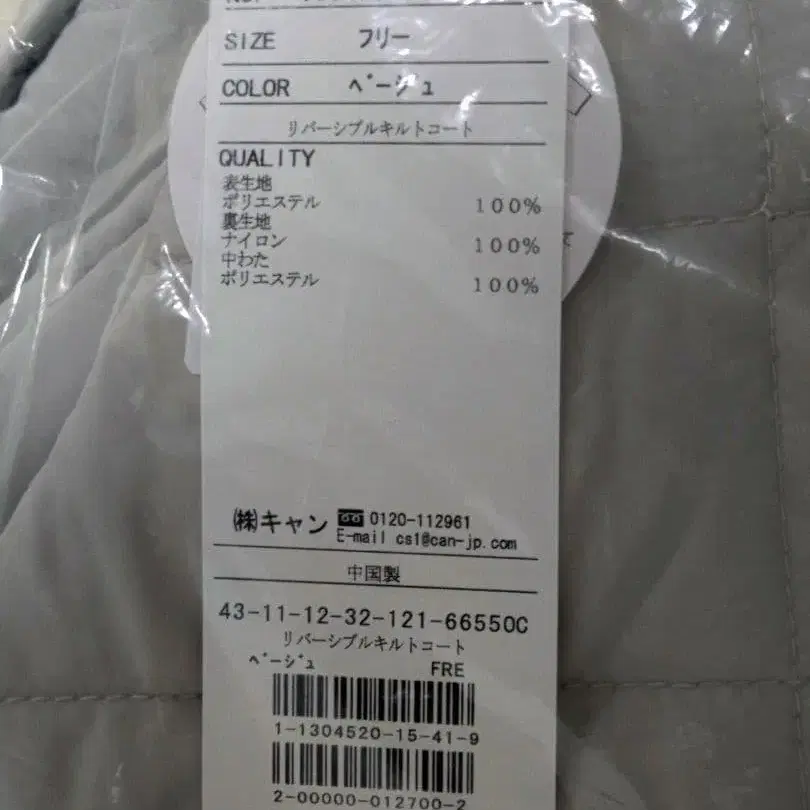 SIZE フリー
COLOR ベージュ
リバーシブルキルトコート
QUALITY
表生地
ポリエステル 100%
裏生地
ナイロン 100%
中わた
ポリエステル 100%
㈱キャン 0120-112961
E-mail cs1@can-jp.com
中国製
43-11-12-32-121-66550C
リバーシブルキルトコート
ベージュ FRE
1-1304520-15-41-9
2-00000-012700-2